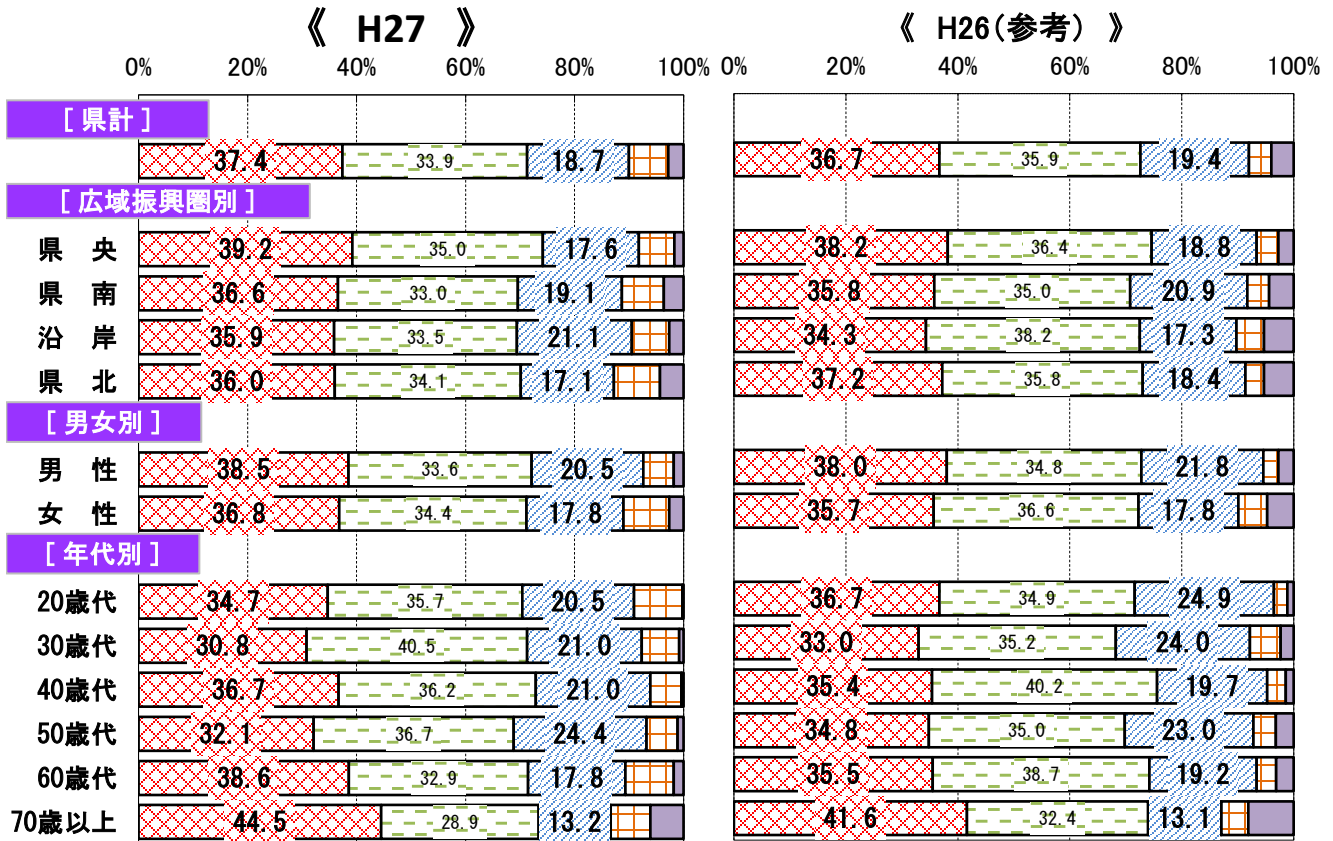 《 H27 》 《 H26(参考) 》
0% 20% 40% 60% 80% 100% 0% 20% 40% 60% 80% 100%
[ 県計 ]
37.4 33.9 18.7 36.7 35.9 19.4
[ 広域振興圏別 ]
県 央 39.2 35.0 17.6 38.2 36.4 18.8
県 南 36.6 33.0 19.1 35.8 35.0 20.9
沿 岸 35.9 33.5 21.1 34.3 38.2 17.3
県 北 36.0 34.1 17.1 37.2 35.8 18.4
[ 男女別 ]
男 性 38.5 33.6 20.5 38.0 34.8 21.8
女 性 36.8 34.4 17.8 35.7 36.6 17.8
[ 年代別 ]
20歳代 34.7 35.7 20.5 36.7 34.9 24.9
30歳代 30.8 40.5 21.0 33.0 35.2 24.0
40歳代 36.7 36.2 21.0 35.4 40.2 19.7
50歳代 32.1 36.7 24.4 34.8 35.0 23.0
60歳代 38.6 32.9 17.8 35.5 38.7 19.2
70歳以上 44.5 28.9 13.2 41.6 32.4 13.1